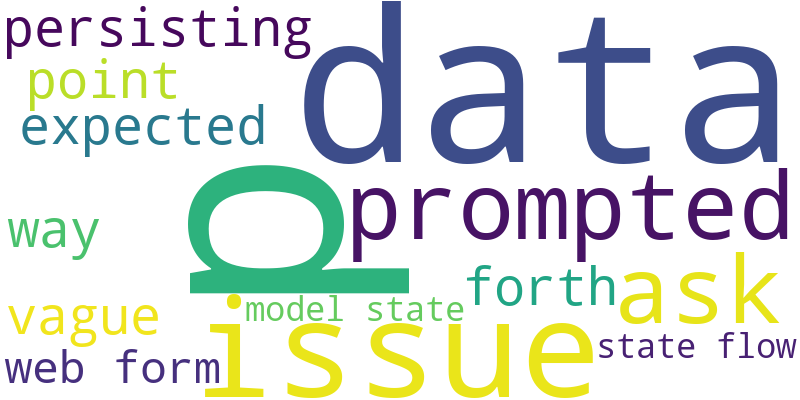 persisting
data
point
expected
p
prompted
way
forth
ask
vague
model state
issue
state flow
web form